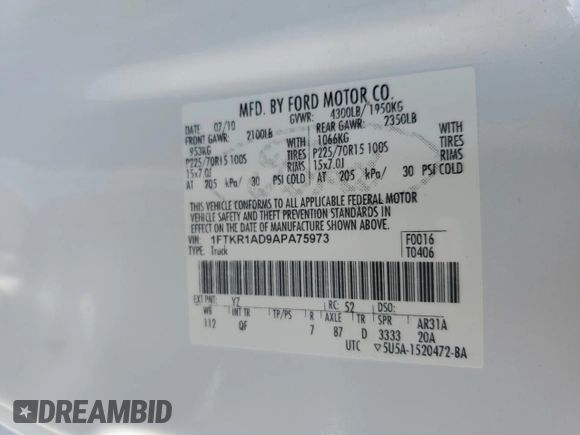 MFD. BY FORD MOTOR CO.
DATE 07/10 GVWR: 4300LB/1950KG
FRONT GAWR: 2100LB REAR GAWR: 2350LB
953KG WITH 1066KG WITH
P225/70R15 100S TIRES P225/70R15 100S TIRES
15x7.0J RIMS 15x7.0J RIMS
AT 205 kPa/ 30 PSI COLD AT 205 kPa/ 30 PSI COLD
THIS VEHICLE CONFORMS TO ALL APPLICABLE FEDERAL MOTOR
VEHICLE SAFETY AND THEFT PREVENTION STANDARDS IN
EFFECT ON THE DATE OF MANUFACTURE SHOWN ABOVE.
VIN: 1FTKR1AD9APA75973 F0016
TYPE: Truck T0406
EXT PNT: YZ RC: 52 DSO:
WB INT TR TP/PS R AXLE TR SPR AR31A
112 QF 7 87 D 3333 20A
UTC ▽5U5A-1520472-BA
DREAMBID